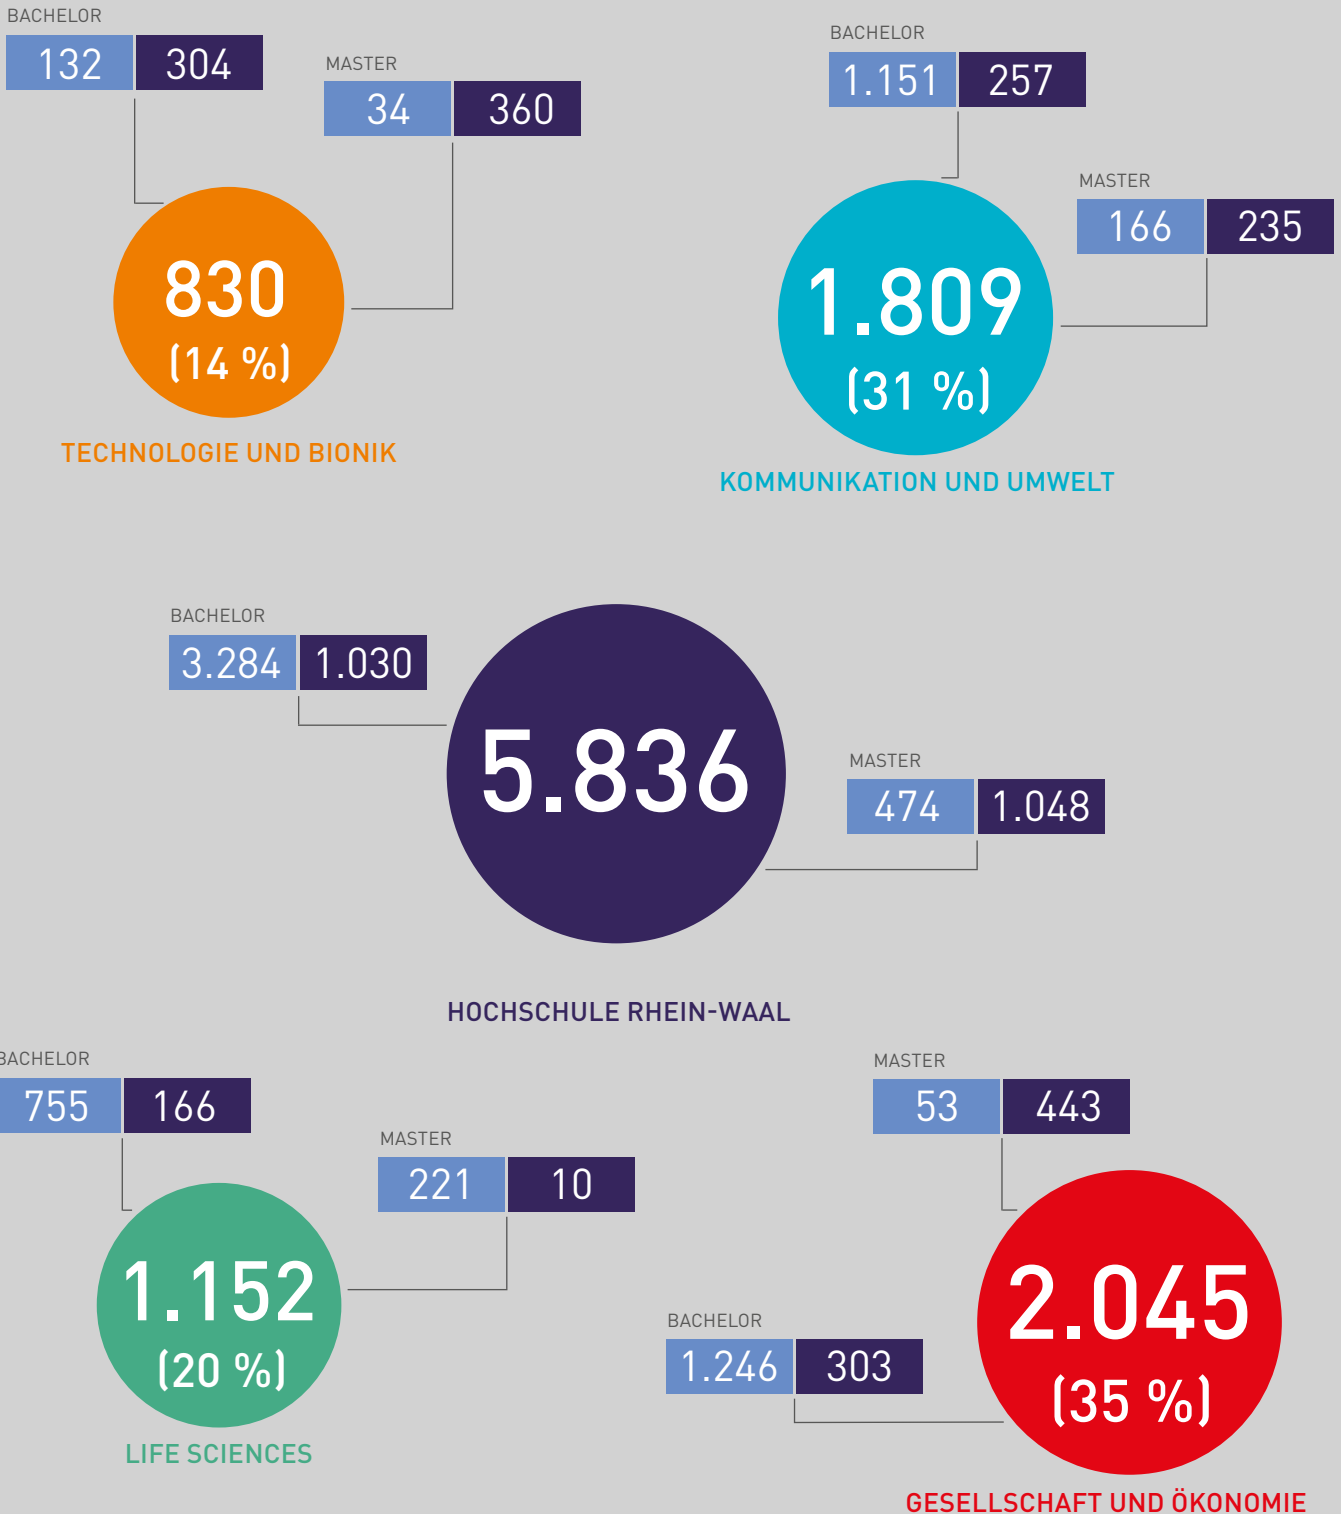 BACHELOR
132 304
MASTER
34 360
830
(14 %)
TECHNOLOGIE UND BIONIK
BACHELOR
1.151 257
MASTER
166 235
1.809
(31 %)
KOMMUNIKATION UND UMWELT
BACHELOR
3.284 1.030
5.836
MASTER
474 1.048
HOCHSCHULE RHEIN-WAAL
BACHELOR
755 166
MASTER
221 10
1.152
(20 %)
LIFE SCIENCES
MASTER
53 443
BACHELOR
1.246 303
2.045
(35 %)
GESELLSCHAFT UND ÖKONOMIE